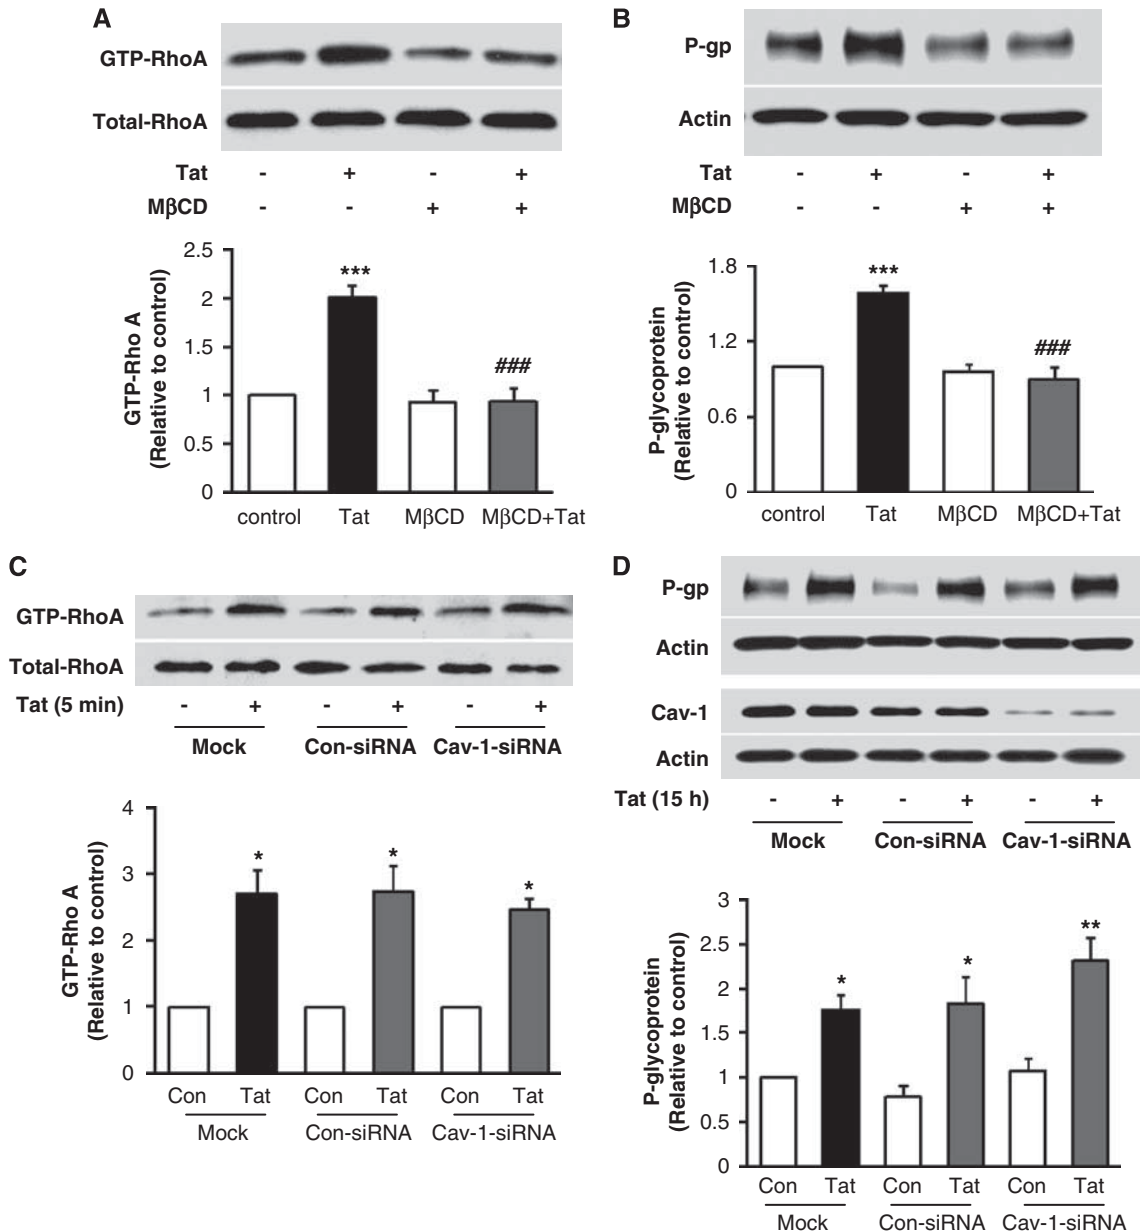 A
GTP-RhoA
Total-RhoA
Tat - + - +
MβCD - - + +
GTP-Rho A
(Relative to control)
2.5
2
1.5
1
0.5
0
***
###
control Tat MβCD MβCD+Tat
B
P-gp
Actin
Tat - + - +
MβCD - - + +
P-glycoprotein
(Relative to control)
1.8
1.2
0.6
0
***
###
control Tat MβCD MβCD+Tat
C
GTP-RhoA
Total-RhoA
Tat (5 min) - + - + - +
Mock Con-siRNA Cav-1-siRNA
GTP-Rho A
(Relative to control)
4
3
2
1
0
* * *
Con Tat Con Tat Con Tat
Mock Con-siRNA Cav-1-siRNA
D
P-gp
Actin
Cav-1
Actin
Tat (15 h) - + - + - +
Mock Con-siRNA Cav-1-siRNA
P-glycoprotein
(Relative to control)
3
2.5
2
1.5
1
0.5
0
* * **
Con Tat Con Tat Con Tat
Mock Con-siRNA Cav-1-siRNA